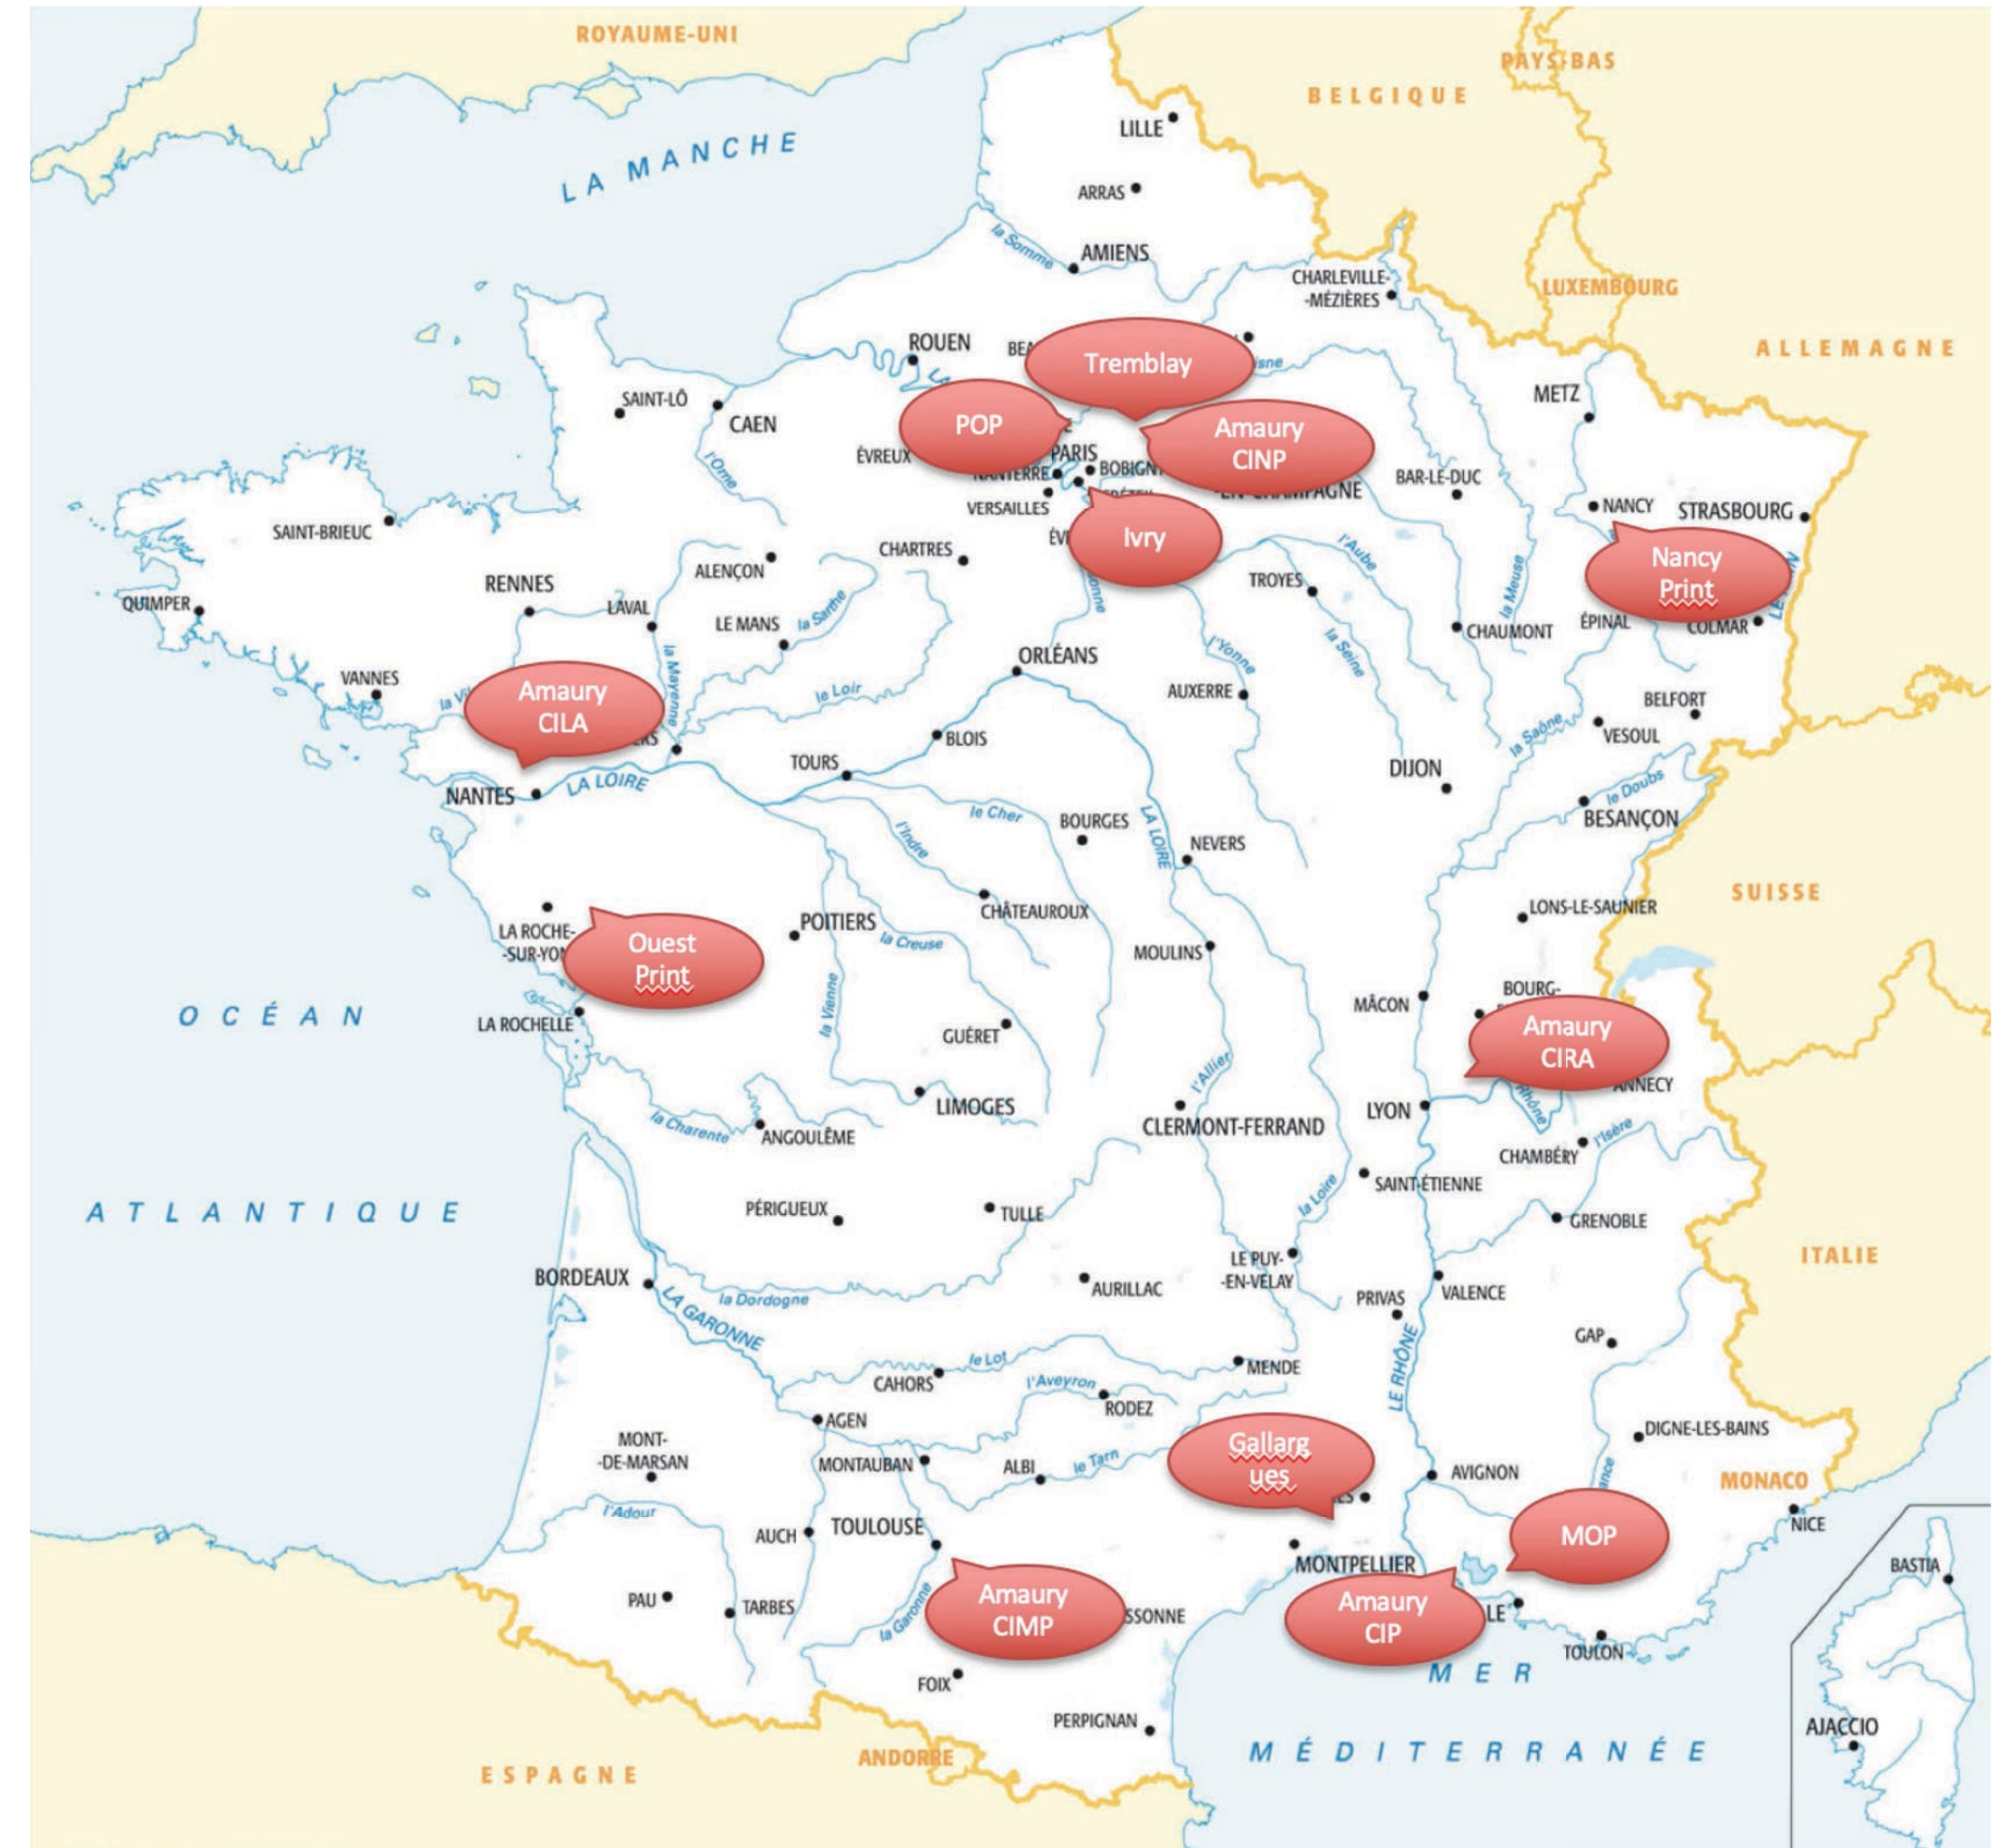 ROYAUME-UNI
PAYS-BAS
BELGIQUE
LILLE
LA MANCHE
ARRAS
la Somme
AMIENS
CHARLEVILLE-
-MÉZIÈRES
LUXEMBOURG
ALLEMAGNE
ROUEN
Tremblay
METZ
SAINT-LÔ
CAEN
POP
Amaury
CINP
ÉVREUX
PARIS
BOBIGNY
NANTERRE
BAR-LE-DUC
-EN-CHAMPAGNE
VERSAILLES
l'Orne
NANCY
STRASBOURG
SAINT-BRIEUC
Ivry
CHARTRES
l'Aube
Nancy
Print
ALENÇON
RENNES
TROYES
la Meuse
QUIMPER
LAVAL
LE MANS
la Sarthe
CHAUMONT
ÉPINAL
COLMAR
la Mayenne
ORLÉANS
l'Yonne
la Seine
VANNES
Amaury
CILA
le Loir
AUXERRE
BELFORT
la Saône
VESOUL
BLOIS
TOURS
DIJON
NANTES
LA LOIRE
le Doubs
BESANÇON
le Cher
BOURGES
LA LOIRE
l'Indre
NEVERS
SUISSE
CHÂTEAUROUX
LONS-LE-SAUNIER
POITIERS
LA ROCHE-
-SUR-YON
Ouest
Print
la Creuse
MOULINS
la Vienne
BOURG-
MÂCON
OCÉAN
LA ROCHELLE
GUÉRET
Amaury
CIRA
l'Allier
ANNECY
Rhône
LIMOGES
LYON
la Charente
ANGOULÊME
CLERMONT-FERRAND
l'Isère
CHAMBÉRY
SAINT-ÉTIENNE
ATLANTIQUE
PÉRIGUEUX
TULLE
la Loire
GRENOBLE
ITALIE
LE PUY-
-EN-VELAY
BORDEAUX
AURILLAC
la Dordogne
LA GARONNE
PRIVAS
VALENCE
GAP
le Lot
MENDE
CAHORS
l'Aveyron
LE RHÔNE
RODEZ
AGEN
DIGNE-LES-BAINS
MONT-
-DE-MARSAN
Gallarg
ues
MONTAUBAN
ALBI
le Tarn
AVIGNON
MONACO
l'Adour
NICE
AUCH
TOULOUSE
MOP
MONTPELLIER
BASTIA
PAU
TARBES
la Garonne
Amaury
CIMP
Amaury
CIP
TOULON
FOIX
MER
PERPIGNAN
AJACCIO
MÉDITERRANÉE
ANDORRE
ESPAGNE